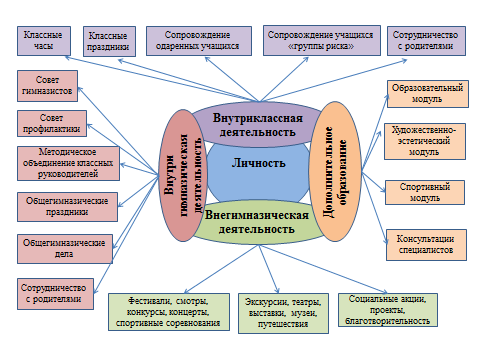 Классные
часы
Классные
праздники
Сопровождение
одаренных учащихся
Сопровождение учащихся
«группы риска»
Сотрудничество
с родителями
Совет
гимназистов
Совет
профилактики
Методическое
объединение классных
руководителей
Общегимназические
праздники
Общегимназические
дела
Сотрудничество
с родителями
Внутриклассная
деятельность
Внутри
гимназическая
деятельность
Личность
Дополнительное
образование
Внегимназическая
деятельность
Образовательный
модуль
Художественно-
эстетический
модуль
Спортивный
модуль
Консультации
специалистов
Фестивали, смотры,
конкурсы, концерты,
спортивные соревнования
Экскурсии, театры,
выставки, музеи,
путешествия
Социальные акции,
проекты,
благотворительность